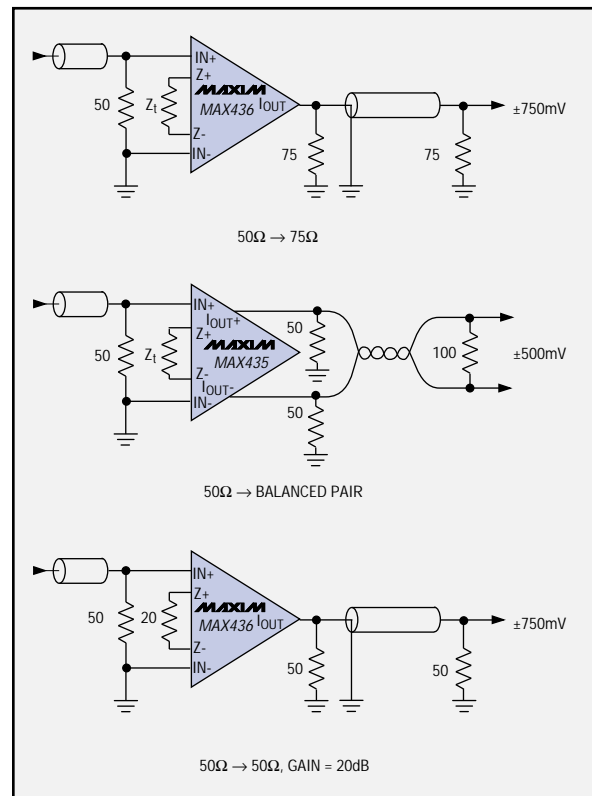 IN+
Z+
50
Zt
MAXIM
MAX436
IOUT
Z-
IN-
75
75
±750mV
50Ω → 75Ω
IN+
IOUT+
Z+
50
Zt
MAXIM
MAX435
Z-
IOUT-
IN-
50
50
100
±500mV
50Ω → BALANCED PAIR
IN+
Z+
50
20
MAXIM
MAX436
IOUT
Z-
IN-
50
50
±750mV
50Ω → 50Ω, GAIN = 20dB